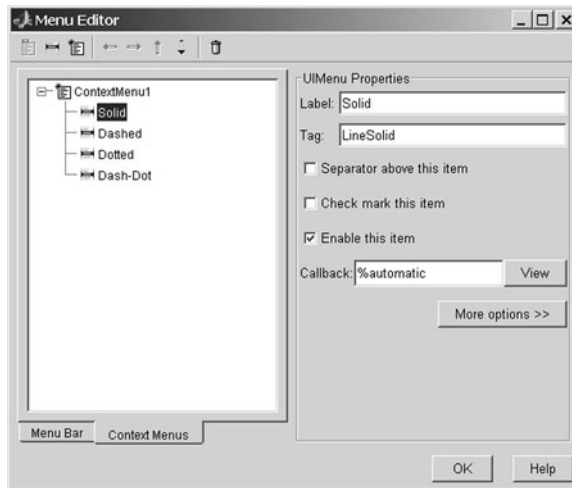 Menu Editor
ContextMenu1
Solid
Dashed
Dotted
Dash-Dot
Menu Bar
Context Menus
UIMenu Properties
Label: Solid
Tag: LineSolid
Separator above this item
Check mark this item
Enable this item
Callback: %automatic View
More options >>
OK Help